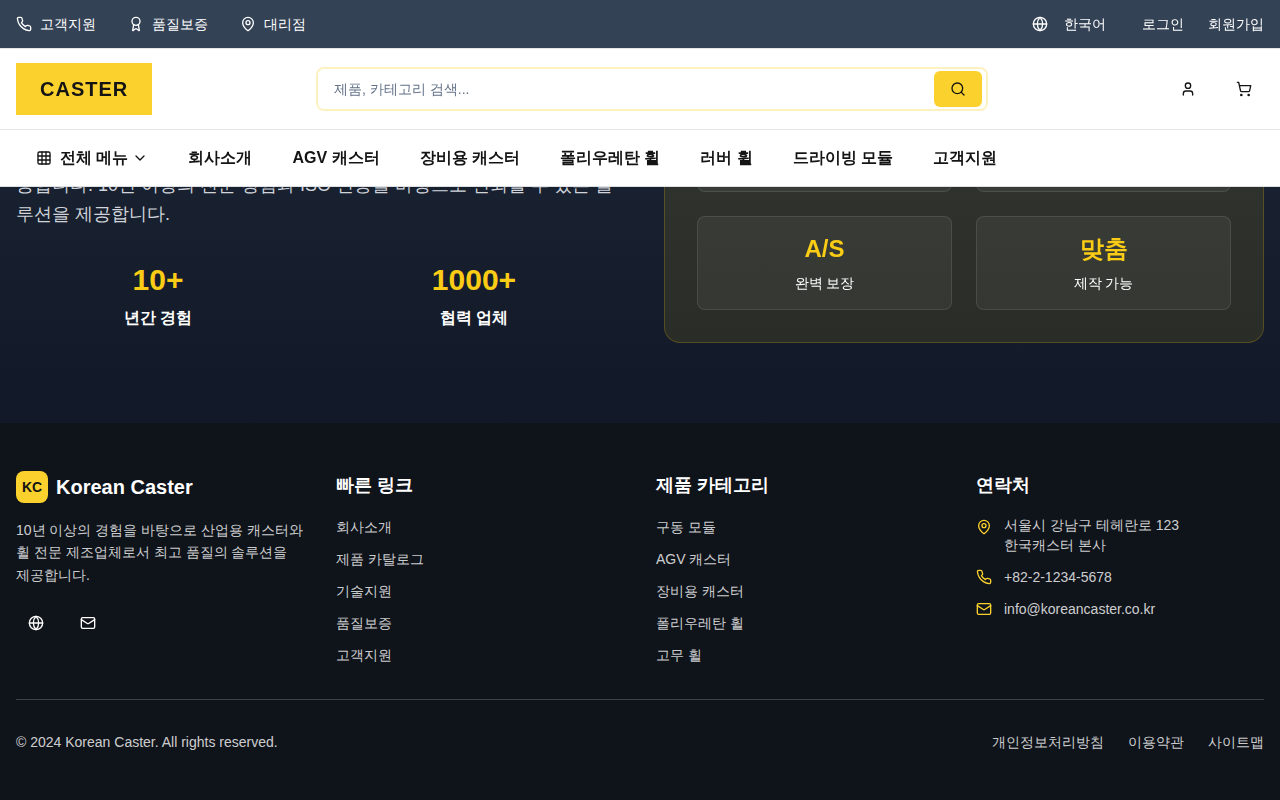 고객지원 품질보증 대리점 한국어 로그인 회원가입
CASTER 제품, 카테고리 검색...
전체 메뉴 회사소개 AGV 캐스터 장비용 캐스터 폴리우레탄 휠 러버 휠 드라이빙 모듈 고객지원
루션을 제공합니다.
10+ 1000+
년간 경험 협력 업체
A/S 맞춤
완벽 보장 제작 가능
KC Korean Caster
10년 이상의 경험을 바탕으로 산업용 캐스터와
휠 전문 제조업체로서 최고 품질의 솔루션을
제공합니다.
빠른 링크
회사소개
제품 카탈로그
기술지원
품질보증
고객지원
제품 카테고리
구동 모듈
AGV 캐스터
장비용 캐스터
폴리우레탄 휠
고무 휠
연락처
서울시 강남구 테헤란로 123
한국캐스터 본사
+82-2-1234-5678
info@koreancaster.co.kr
© 2024 Korean Caster. All rights reserved. 개인정보처리방침 이용약관 사이트맵